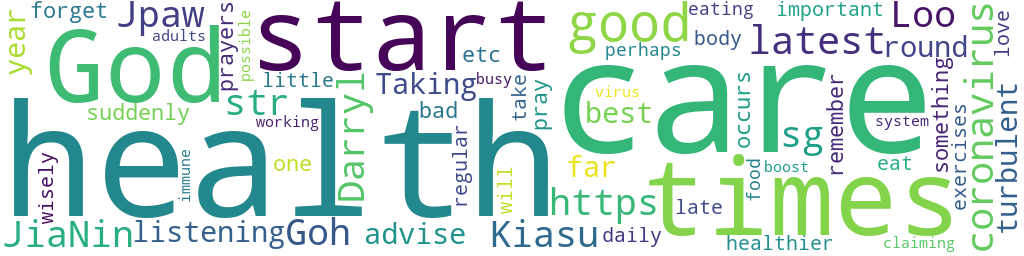 forget
Jpaw
adults
year
God
possible
prayers
start
good
eating
important
Loo
love
perhaps
body
latest
round
etc
little
Taking
busy
suddenly
str
Darryl
bad
take
pray
care
virus
best
occurs
sg
remember
system
something
coronavirus
turbulent
health
working
wisely
immune
one
regular
will
far
times
food
boost
eat
exercises
https
late
JiaNin
listening
Goh
advise
Kiasu
daily
healthier
claiming